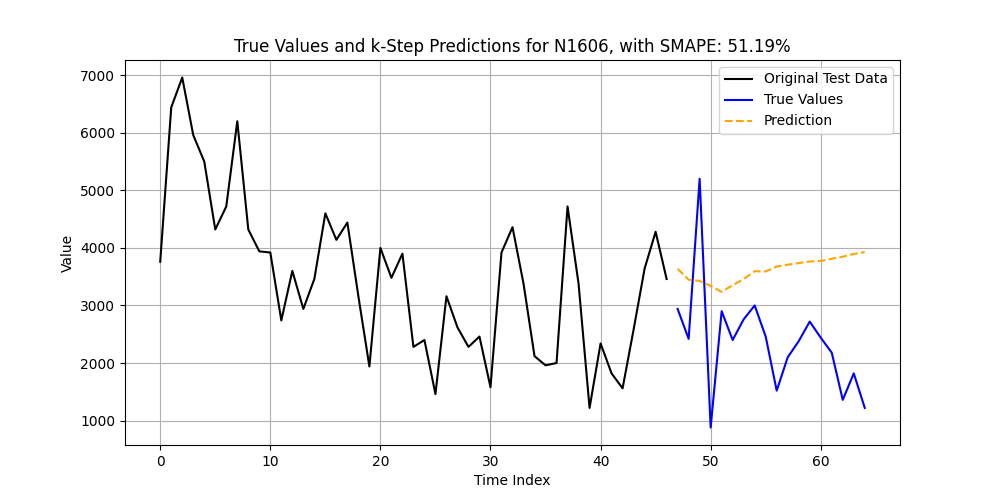 True Values and k-Step Predictions for N1606, with SMAPE: 51.19%
Original Test Data
True Values
Prediction
7000
6000
5000
4000
3000
2000
1000
Value
0 10 20 30 40 50 60
Time Index